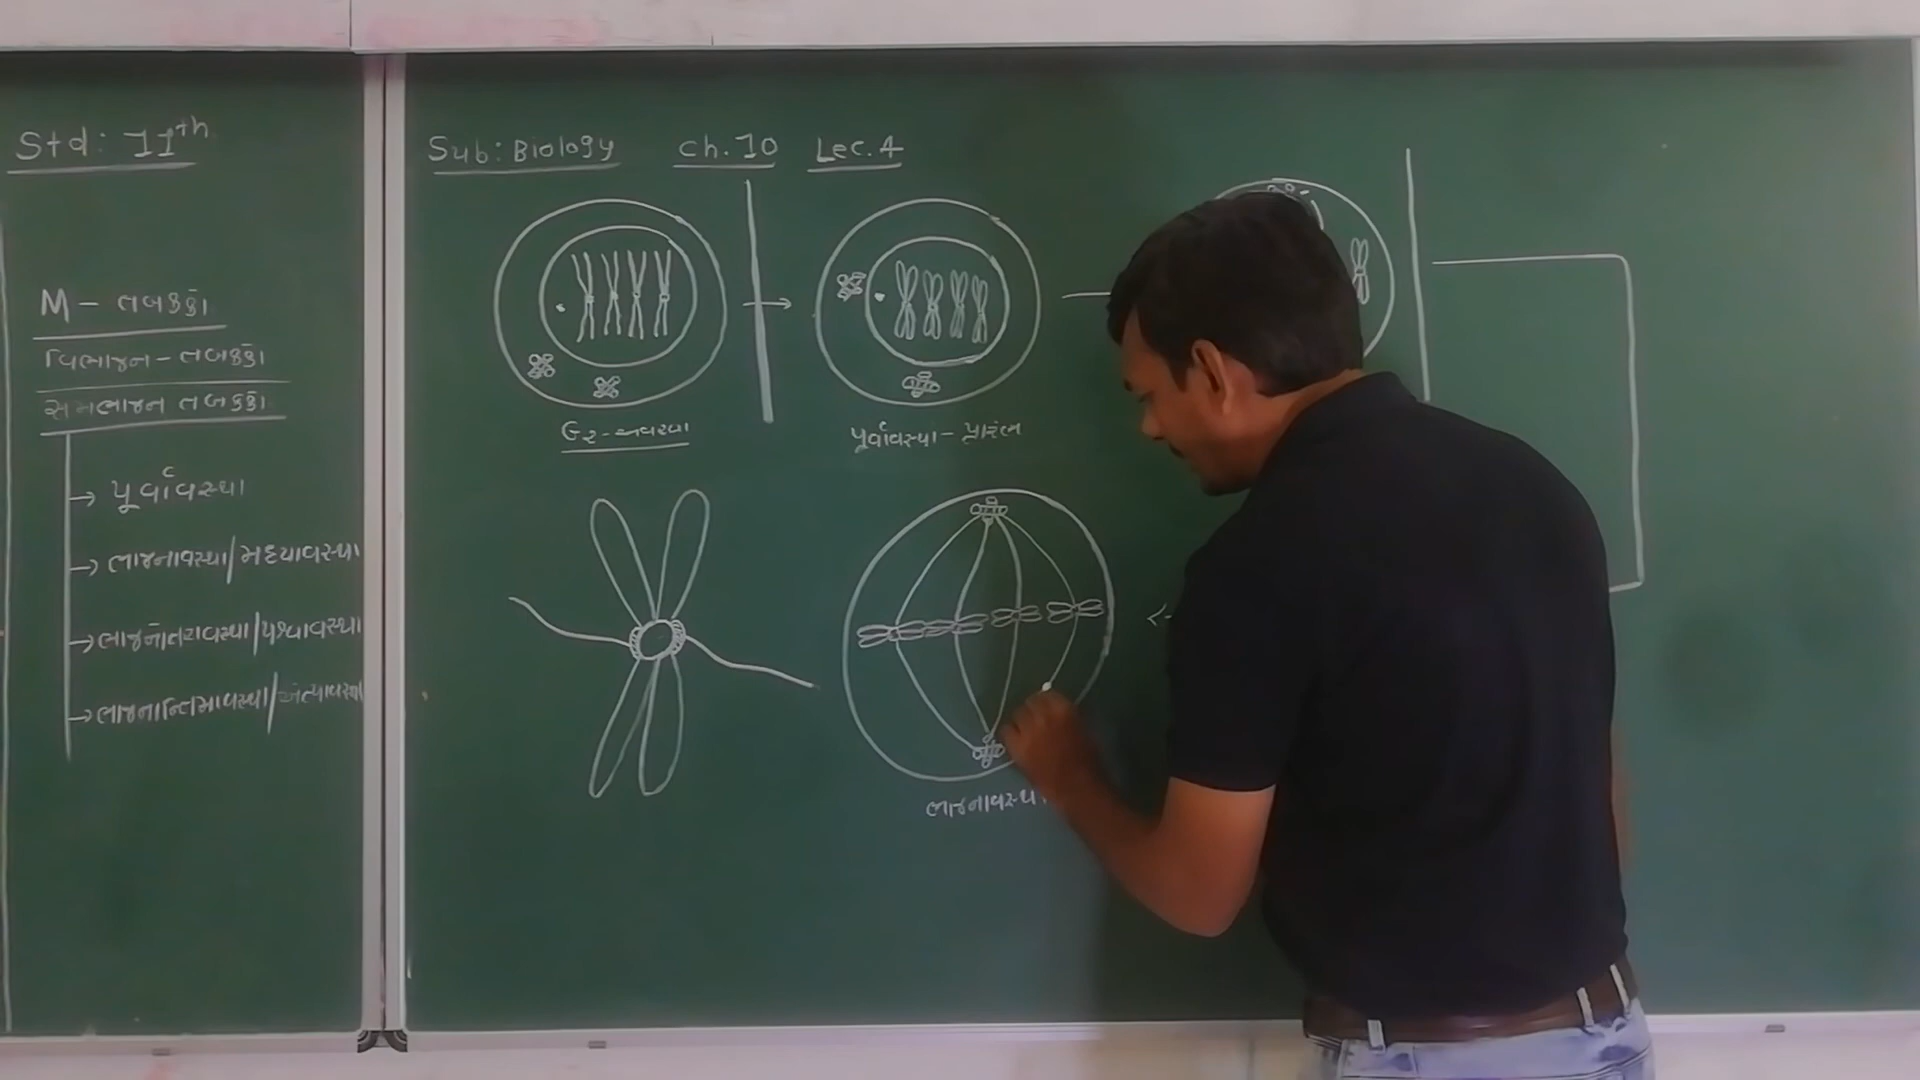 Std: 11th
M - તબક્કો
વિભાજન - તબક્કો
સમભાજન તબક્કો
→ પૂર્વાવસ્થા
→ ભાજનાવસ્થા/મધ્યાવસ્થા
→ ભાજનોતરાવસ્થા/પશ્ચાવસ્થા
→ ભાજનાન્તિમાવસ્થા/અંત્યાવસ્થા
Sub: Biology Ch. 10 Lec. 4
G2 - અવસ્થા
પૂર્વાવસ્થા - પ્રારંભ
ભાજનાવસ્થા